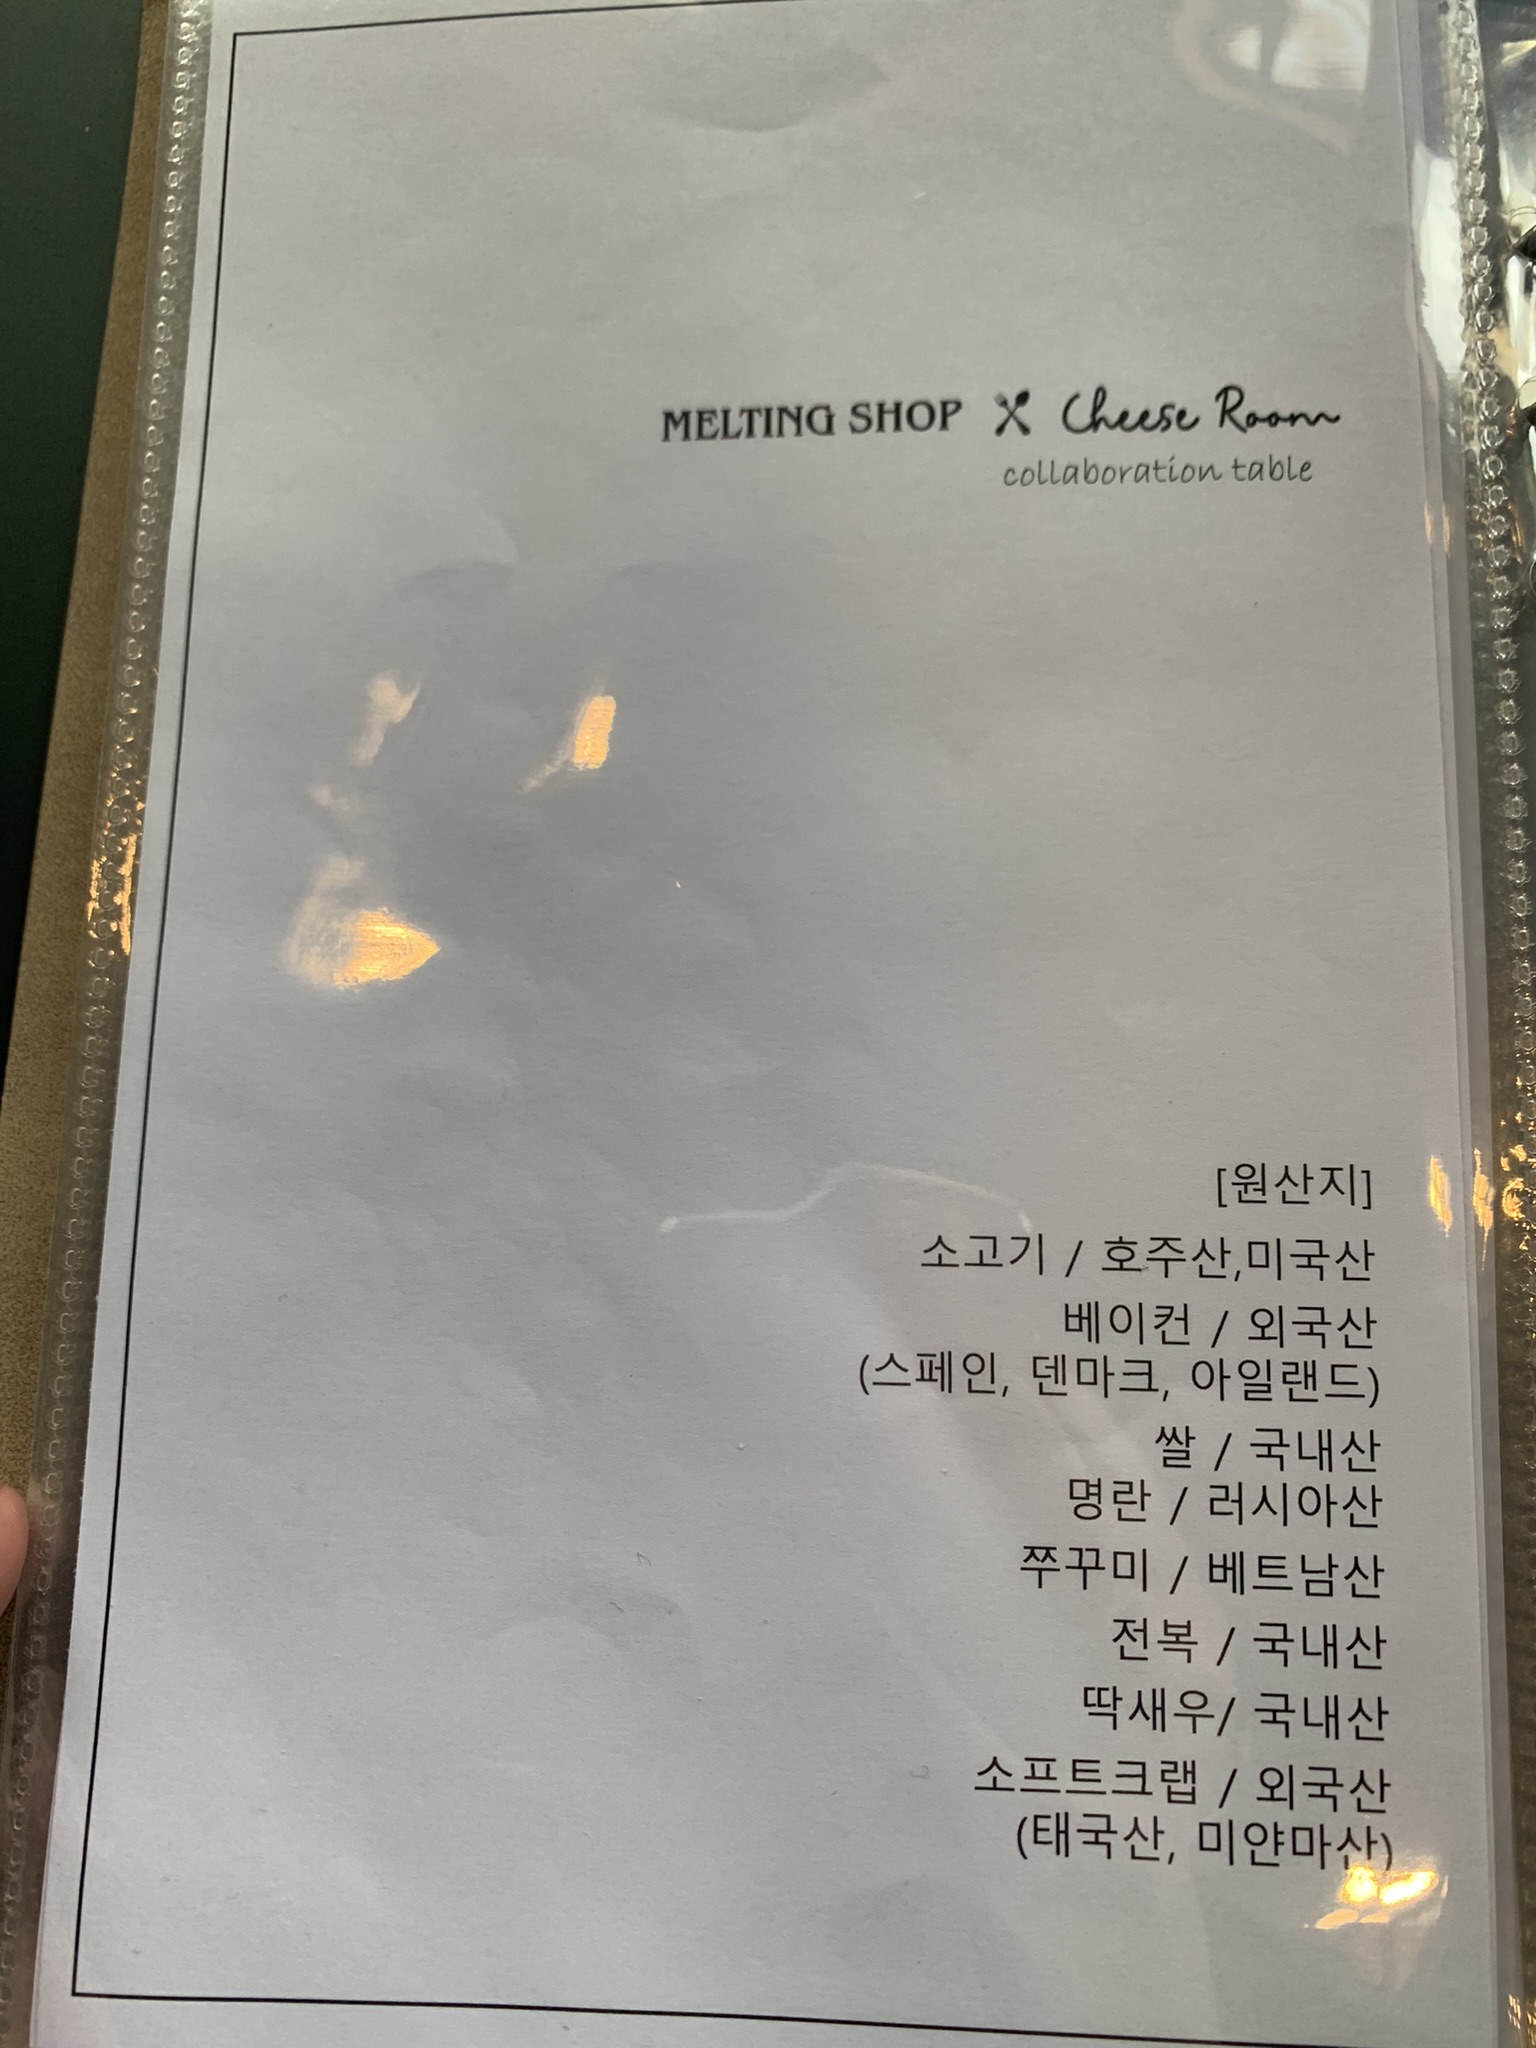 MELTING SHOP Cheese Room
collaboration table
[원산지]
소고기 / 호주산,미국산
베이컨 / 외국산
(스페인, 덴마크, 아일랜드)
쌀 / 국내산
명란 / 러시아산
쭈꾸미 / 베트남산
전복 / 국내산
딱새우/ 국내산
소프트크랩 / 외국산
(태국산, 미얀마산)